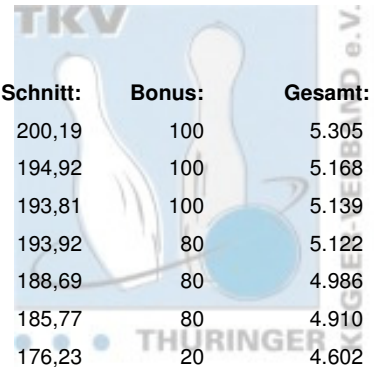 TKV
Schnitt: Bonus: Gesamt:
200,19 100 5.305
194,92 100 5.168
193,81 100 5.139
193,92 80 5.122
188,69 80 4.986
185,77 80 4.910
176,23 20 4.602
THÜRINGER KEGLER-VERBAND e.V.